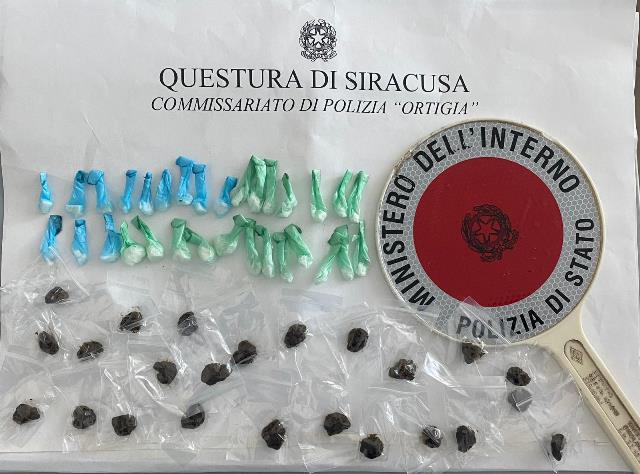 QUESTURA DI SIRACUSA
COMMISSARIATO DI POLIZIA "ORTIGIA"
MINISTERO DELL'INTERNO
POLIZIA DI STATO